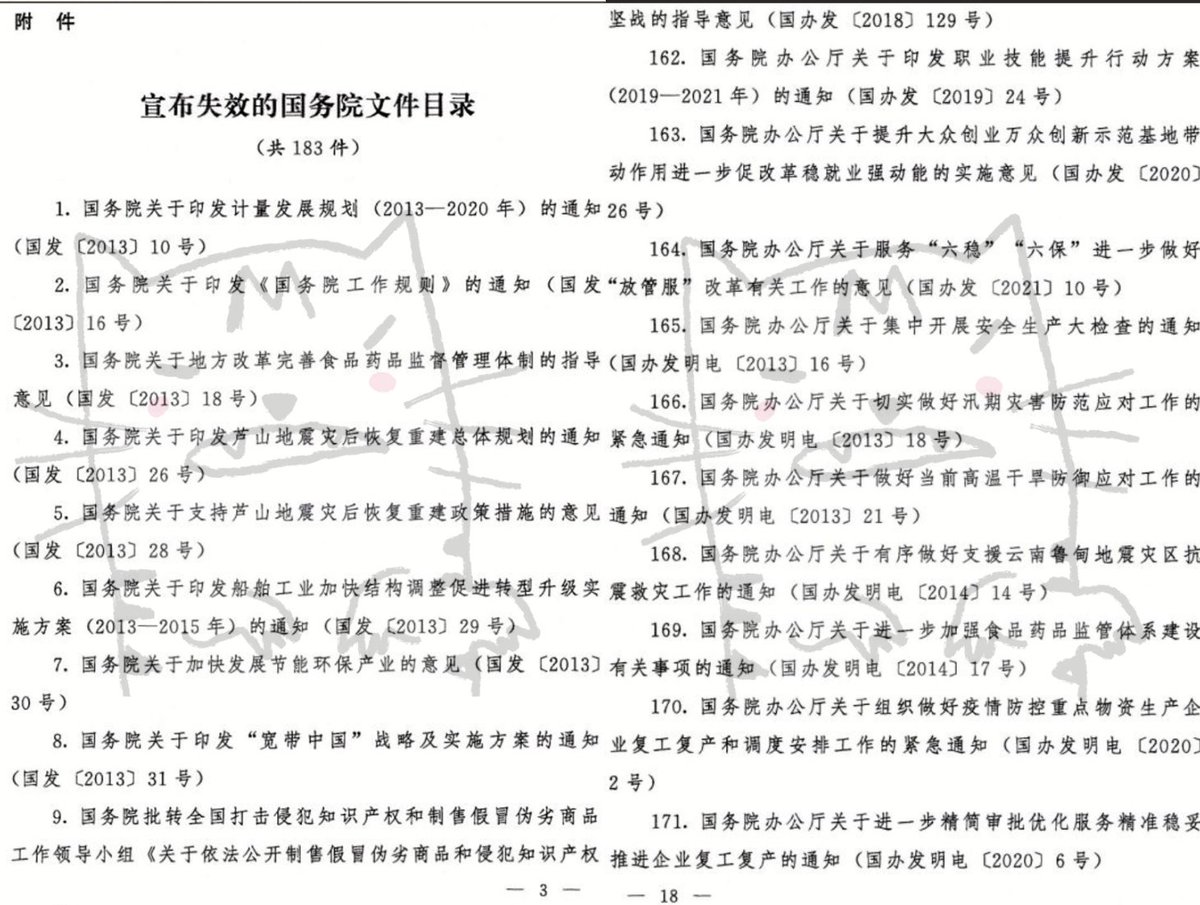 附 件
宣布失效的国务院文件目录
（共 183 件）
1. 国务院关于印发计量发展规划（2013—2020 年）的通知
（国发〔2013〕10 号）
2. 国务院关于印发《国务院工作规则》的通知（国发
〔2013〕16 号）
3. 国务院关于地方改革完善食品药品监督管理体制的指导
意见（国发〔2013〕18 号）
4. 国务院关于印发芦山地震灾后恢复重建总体规划的通知
（国发〔2013〕26 号）
5. 国务院关于支持芦山地震灾后恢复重建政策措施的意见
（国发〔2013〕28 号）
6. 国务院关于印发船舶工业加快结构调整促进转型升级实
施方案（2013—2015 年）的通知（国发〔2013〕29 号）
7. 国务院关于加快发展节能环保产业的意见（国发〔2013〕
30 号）
8. 国务院关于印发“宽带中国”战略及实施方案的通知
（国发〔2013〕31 号）
9. 国务院批转全国打击侵犯知识产权和制售假冒伪劣商品
工作领导小组《关于依法公开制售假冒伪劣商品和侵犯知识产权
— 3 —
坚战的指导意见（国办发〔2018〕129 号）
162. 国务院办公厅关于印发职业技能提升行动方案
（2019—2021 年）的通知（国办发〔2019〕24 号）
163. 国务院办公厅关于提升大众创业万众创新示范基地带
动作用进一步促改革稳就业强动能的实施意见（国办发〔2020〕
26 号）
164. 国务院办公厅关于服务“六稳”“六保”进一步做好
“放管服”改革有关工作的意见（国办发〔2021〕10 号）
165. 国务院办公厅关于集中开展安全生产大检查的通知
（国办发明电〔2013〕16 号）
166. 国务院办公厅关于切实做好汛期灾害防范应对工作的
紧急通知（国办发明电〔2013〕18 号）
167. 国务院办公厅关于做好当前高温干旱防御应对工作的
通知（国办发明电〔2013〕21 号）
168. 国务院办公厅关于有序做好支援云南鲁甸地震灾区抗
震救灾工作的通知（国办发明电〔2014〕14 号）
169. 国务院办公厅关于进一步加强食品药品监管体系建设
有关事项的通知（国办发明电〔2014〕17 号）
170. 国务院办公厅关于组织做好疫情防控重点物资生产企
业复工复产和调度安排工作的紧急通知（国办发明电〔2020〕
2 号）
171. 国务院办公厅关于进一步精简审批优化服务精准稳妥
推进企业复工复产的通知（国办发明电〔2020〕6 号）
— 18 —